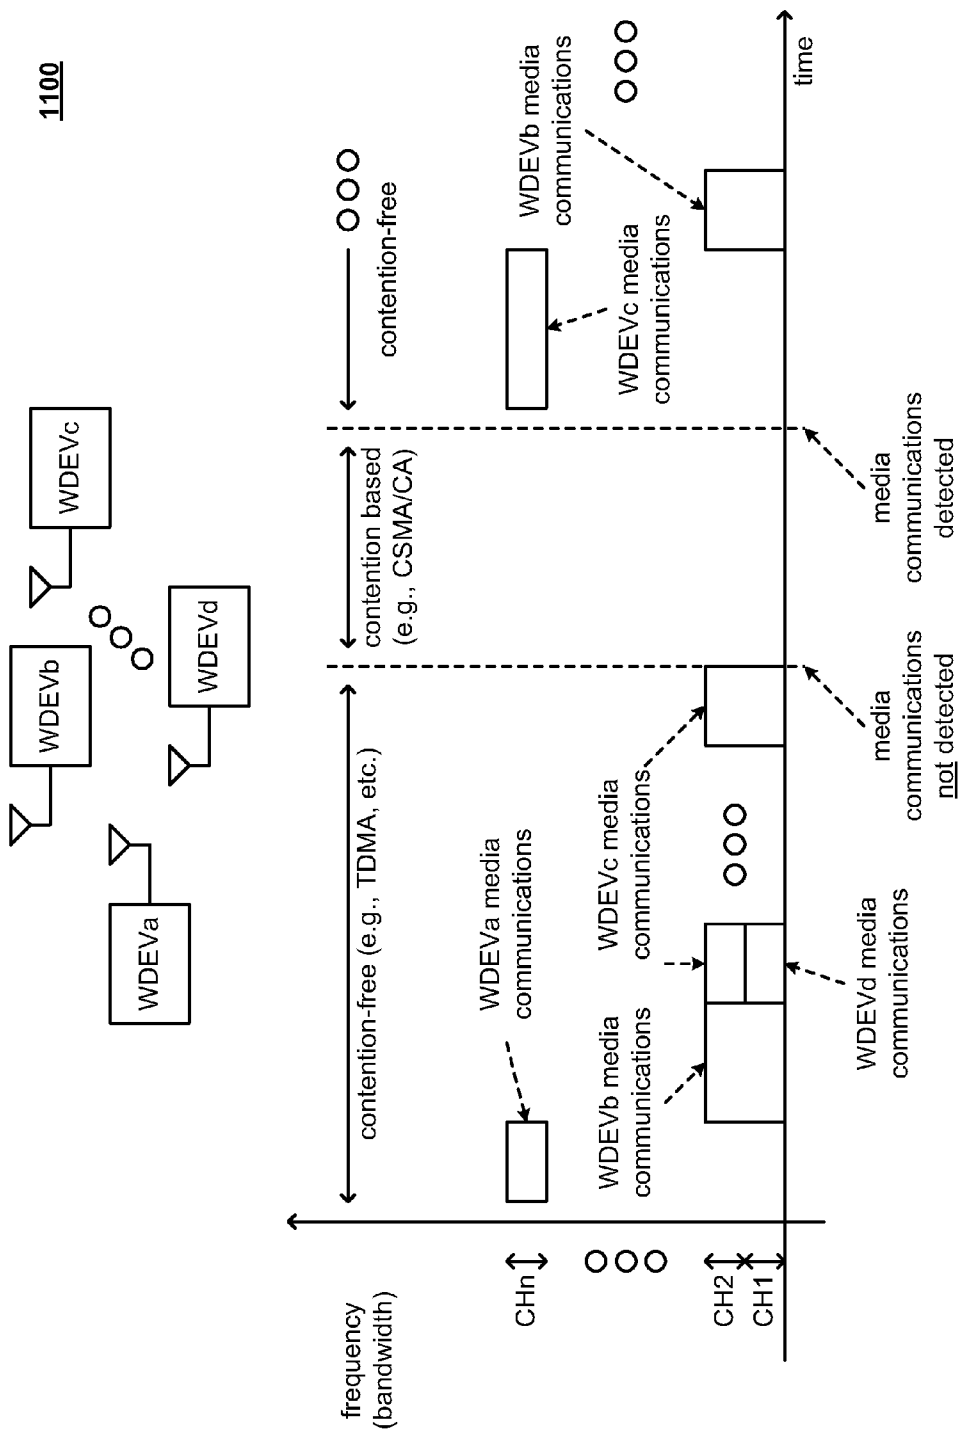 1100
WDEVa
WDEVb
WDEVd
WDEVc
frequency
(bandwidth)
contention-free (e.g., TDMA, etc.)
contention based
(e.g., CSMA/CA)
contention-free
CHn
CH2
CH1
WDEVa media
communications
WDEVb media
communications
WDEVc media
communications
WDEVd media
communications
WDEVc media
communications
WDEVb media
communications
media
communications
not detected
media
communications
detected
time